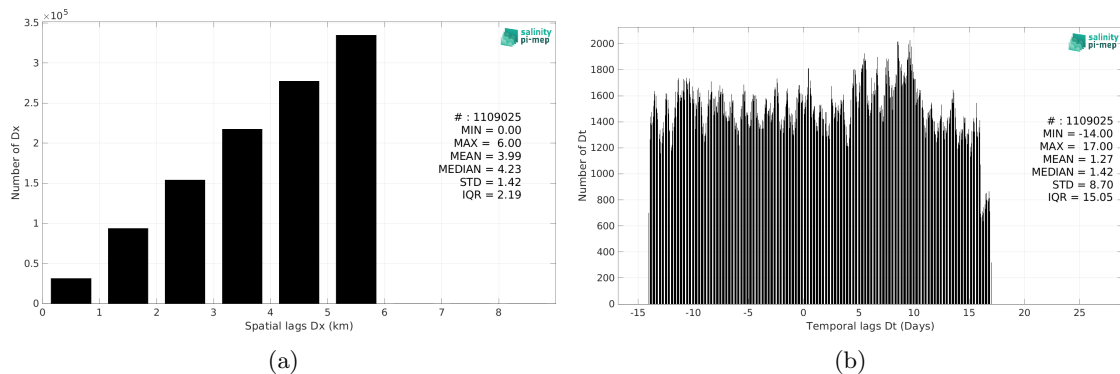 ×10⁵
3.5
3
2.5
2
1.5
1
0.5
0
0 1 2 3 4 5 6 7 8
Number of Dx
Spatial lags Dx (km)
salinity
pi-mep
# : 1109025
MIN = 0.00
MAX = 6.00
MEAN = 3.99
MEDIAN = 4.23
STD = 1.42
IQR = 2.19
(a)
2000
1800
1600
1400
1200
1000
800
600
400
200
0
-15 -10 -5 0 5 10 15 20 25
Number of Dt
Temporal lags Dt (Days)
salinity
pi-mep
# : 1109025
MIN = -14.00
MAX = 17.00
MEAN = 1.27
MEDIAN = 1.42
STD = 8.70
IQR = 15.05
(b)